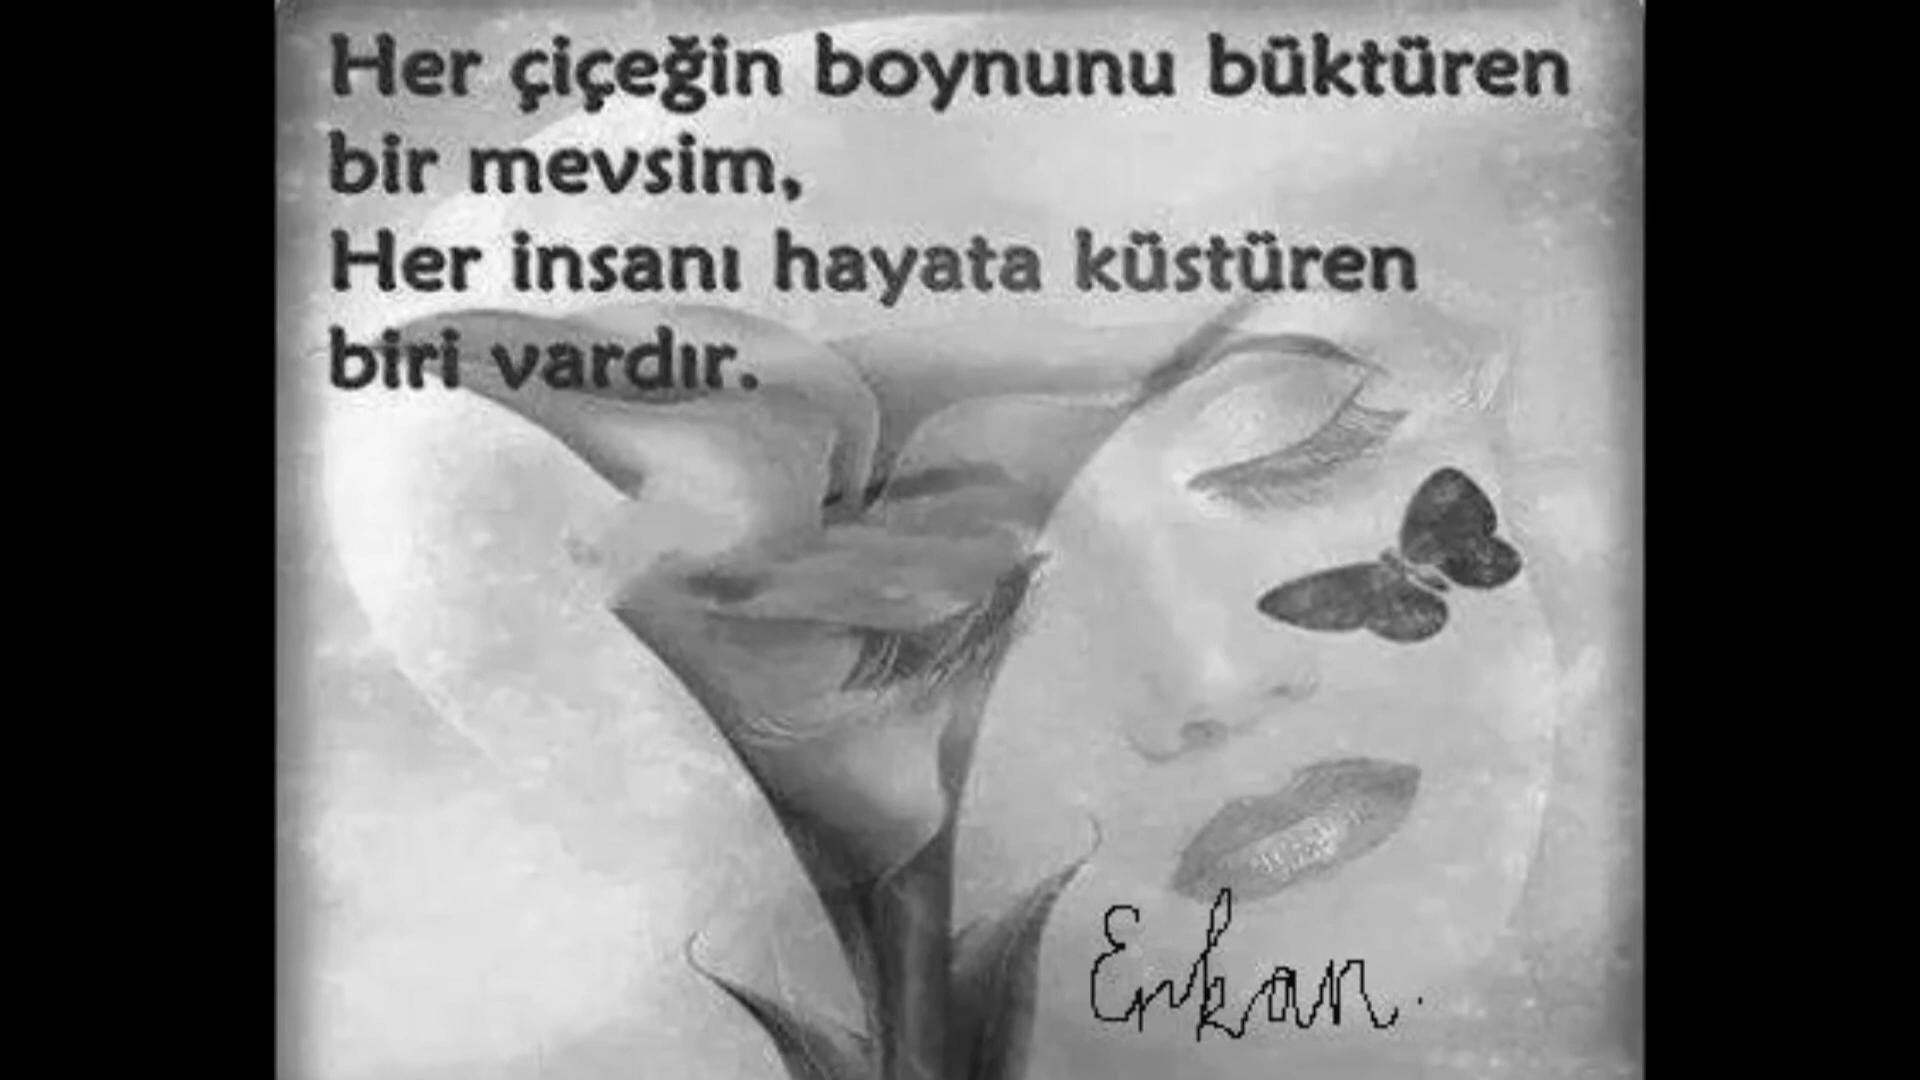 Her çiçeğin boynunu büktüren
bir mevsim,
Her insanı hayata küstüren
biri vardır.
Erkan.